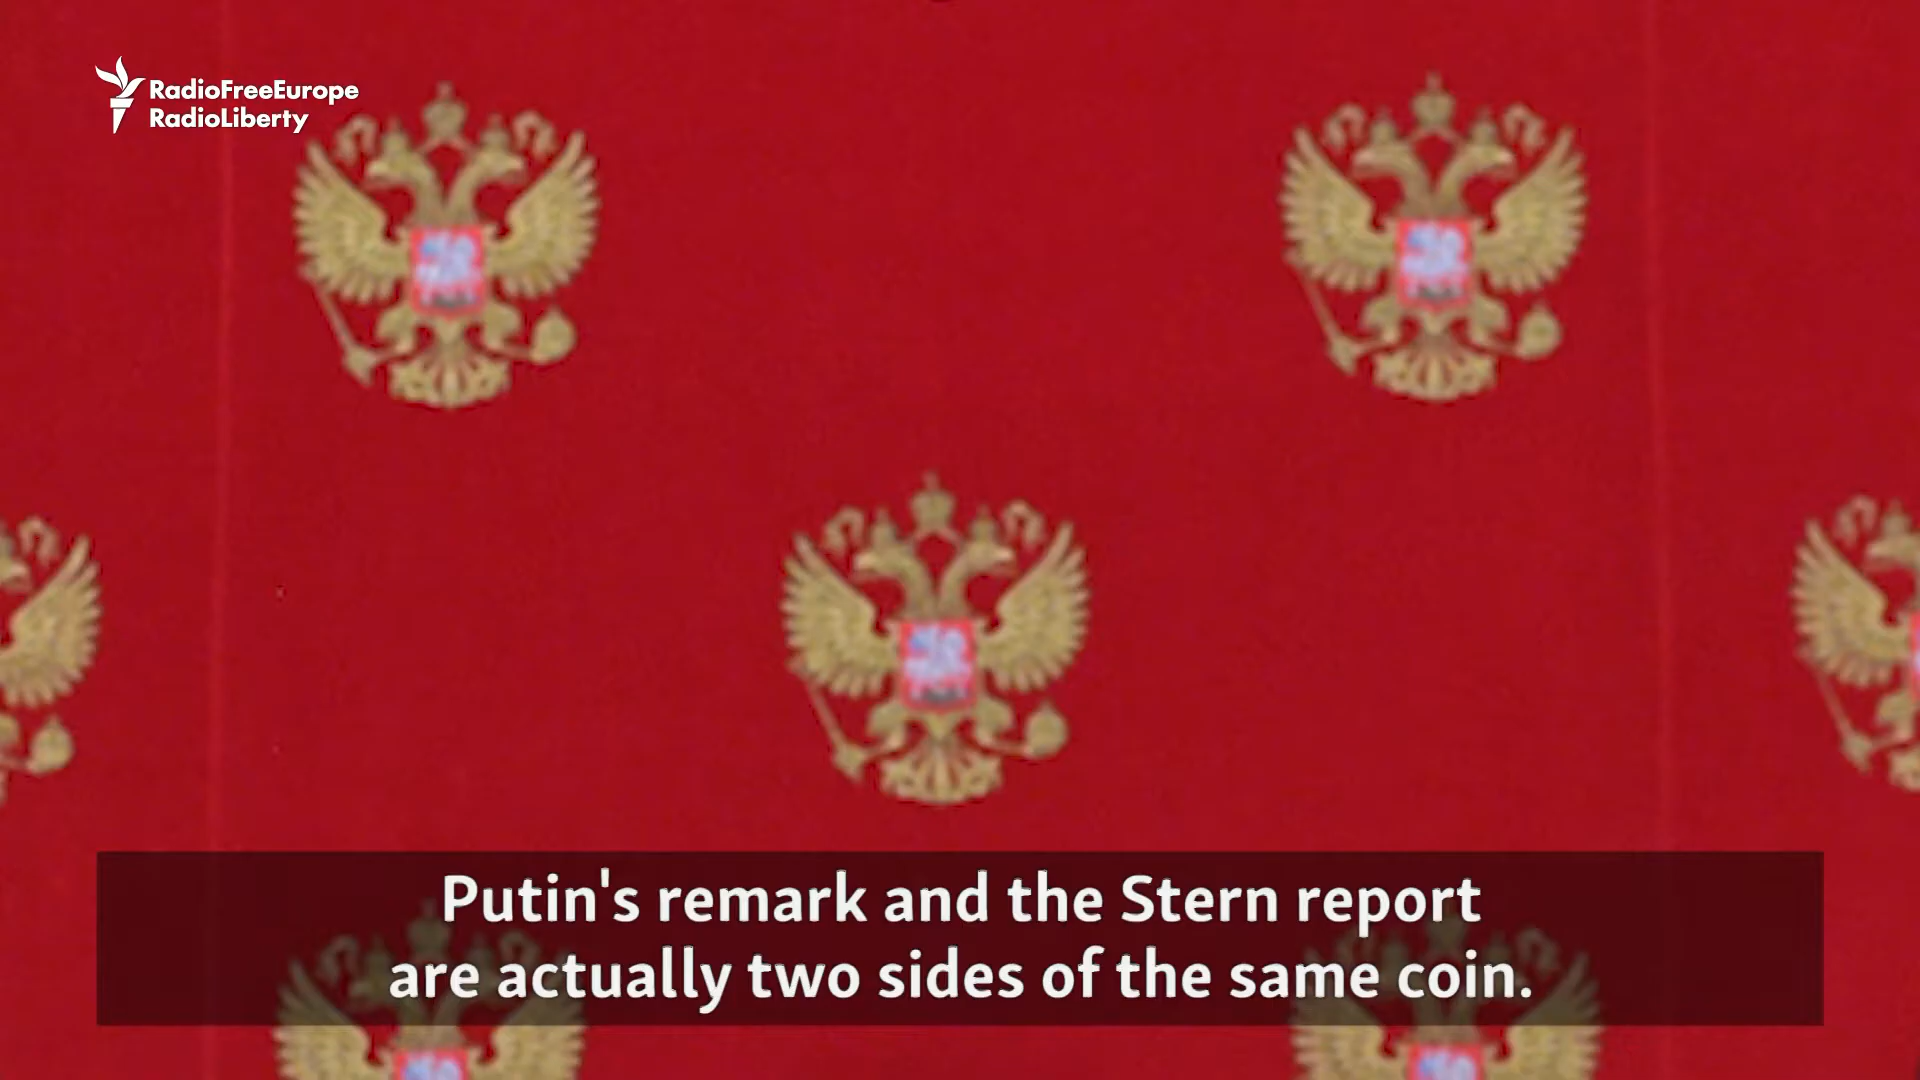 RadioFreeEurope
RadioLiberty
Putin's remark and the Stern report
are actually two sides of the same coin.